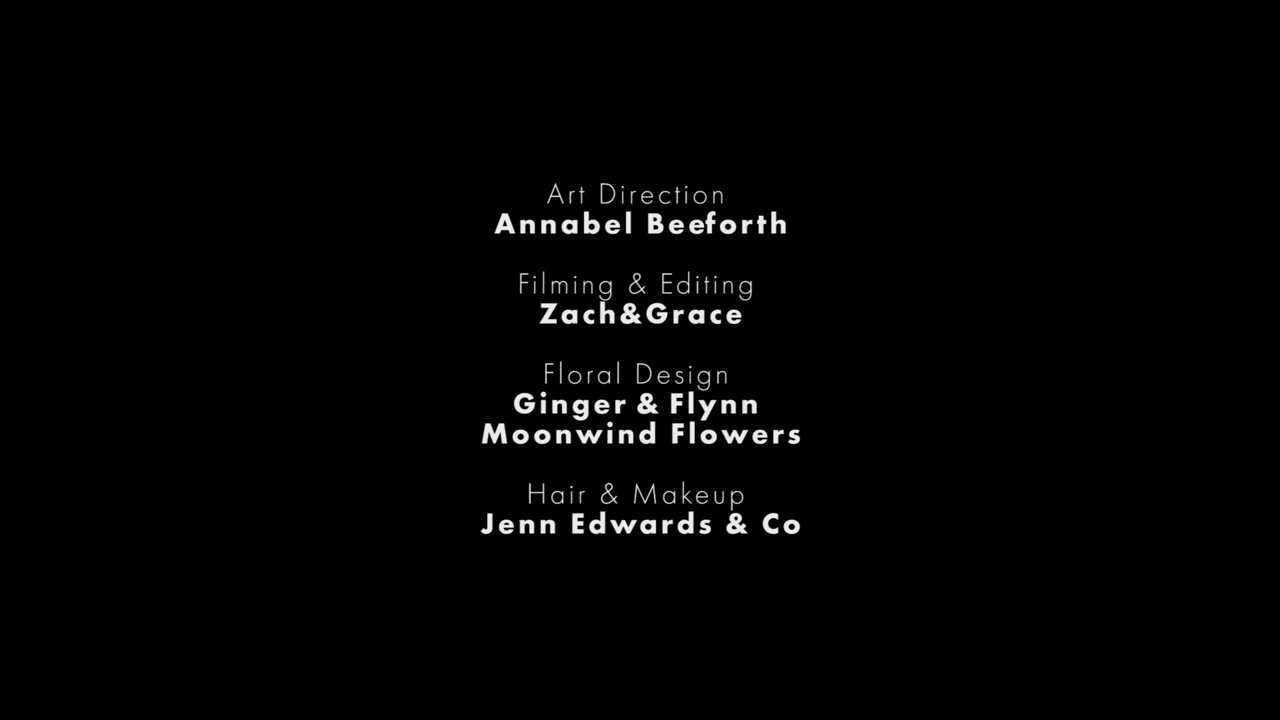 Art Direction
Annabel Beeforth
Filming & Editing
Zach&Grace
Floral Design
Ginger & Flynn
Moonwind Flowers
Hair & Makeup
Jenn Edwards & Co